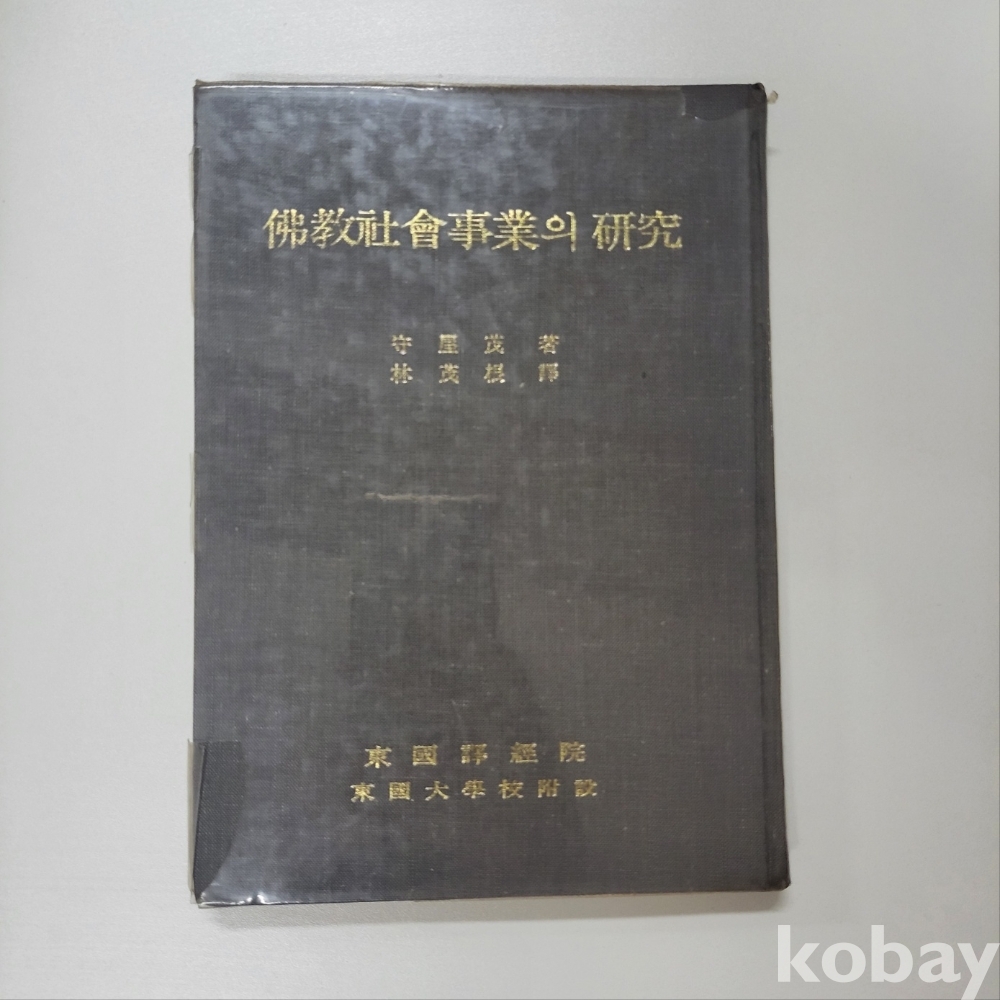 佛教社會事業의 研究
守屋茂 著
林茂根 譯
東國譯經院
東國大學校附設
kobay